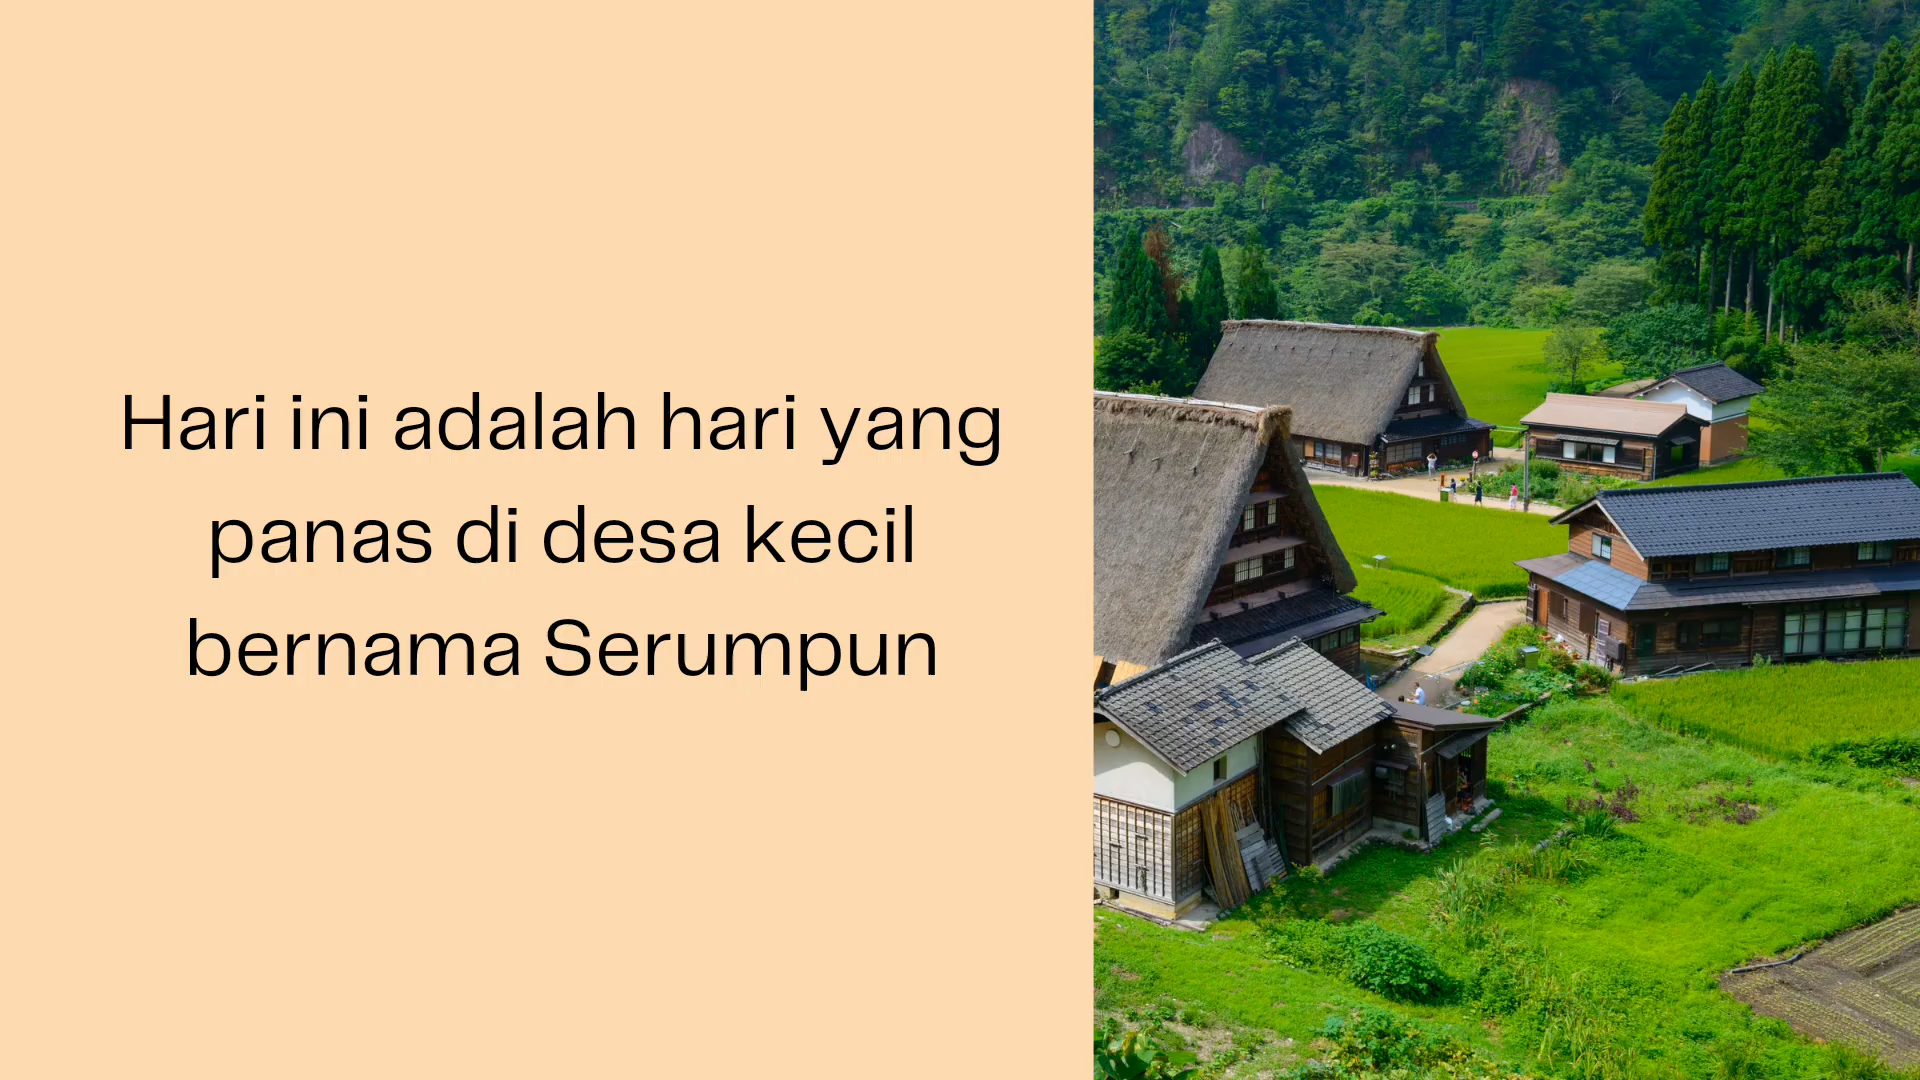 Hari ini adalah hari yang
panas di desa kecil
bernama Serumpun